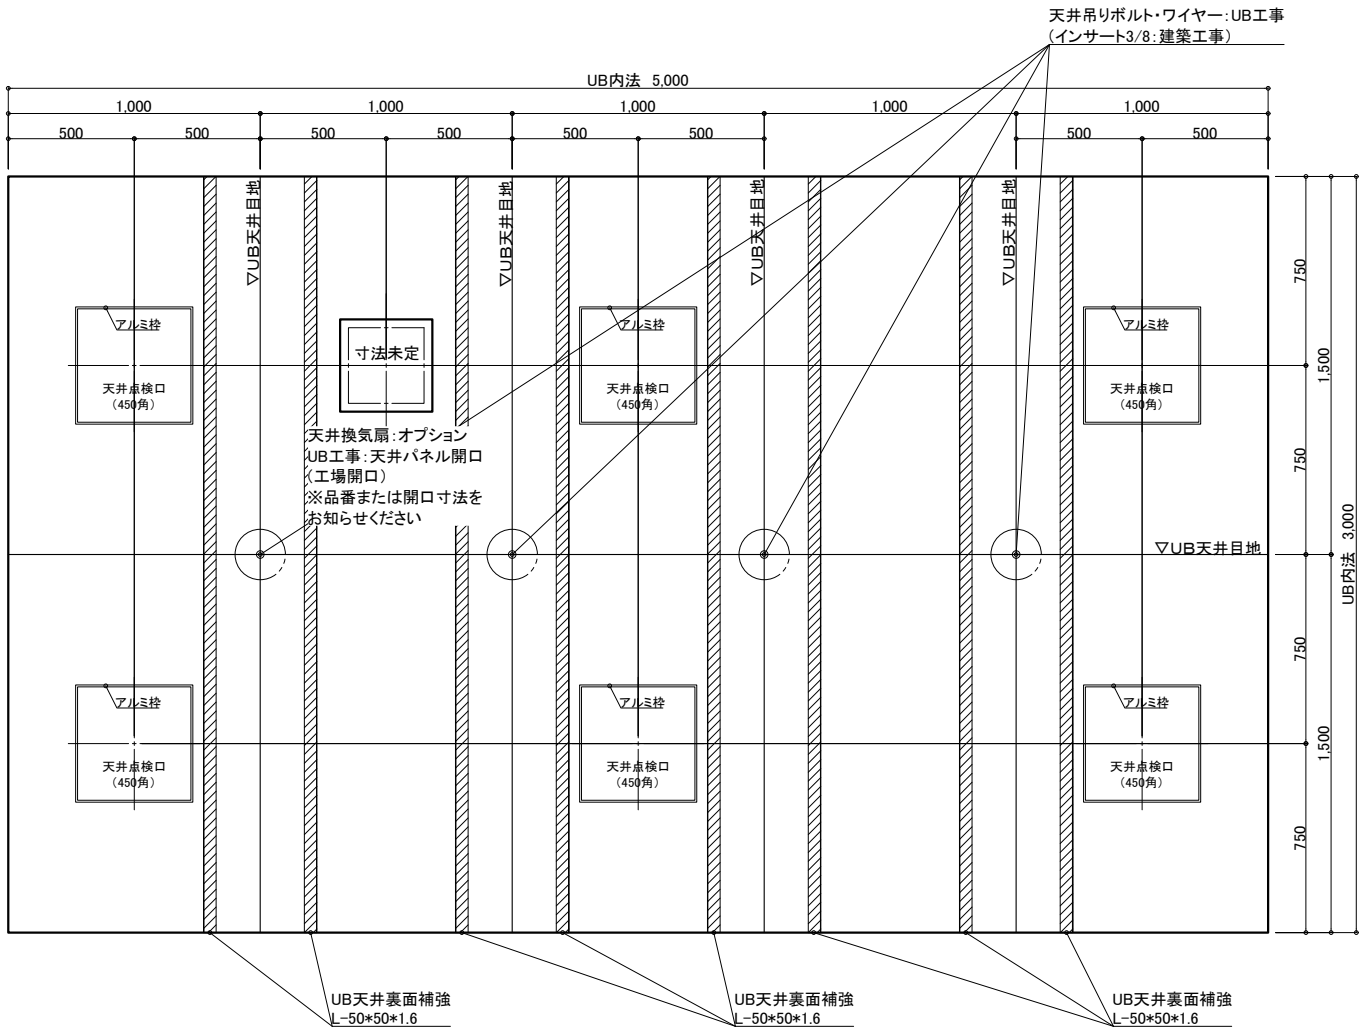 天井吊りボルト・ワイヤー：UB工事
（インサート3/8：建築工事）
UB内法 5,000
1,000
1,000
1,000
1,000
1,000
500
500
500
500
500
500
500
500
▽UB天井目地
▽UB天井目地
▽UB天井目地
▽UB天井目地
アルミ枠
天井点検口
（450角）
寸法未定
アルミ枠
天井点検口
（450角）
アルミ枠
天井点検口
（450角）
天井換気扇：オプション
UB工事：天井パネル開口
（工場開口）
※品番または開口寸法を
お知らせください
▽UB天井目地
アルミ枠
天井点検口
（450角）
アルミ枠
天井点検口
（450角）
アルミ枠
天井点検口
（450角）
750
750
750
750
1,500
1,500
UB内法 3,000
UB天井裏面補強
L-50*50*1.6
UB天井裏面補強
L-50*50*1.6
UB天井裏面補強
L-50*50*1.6